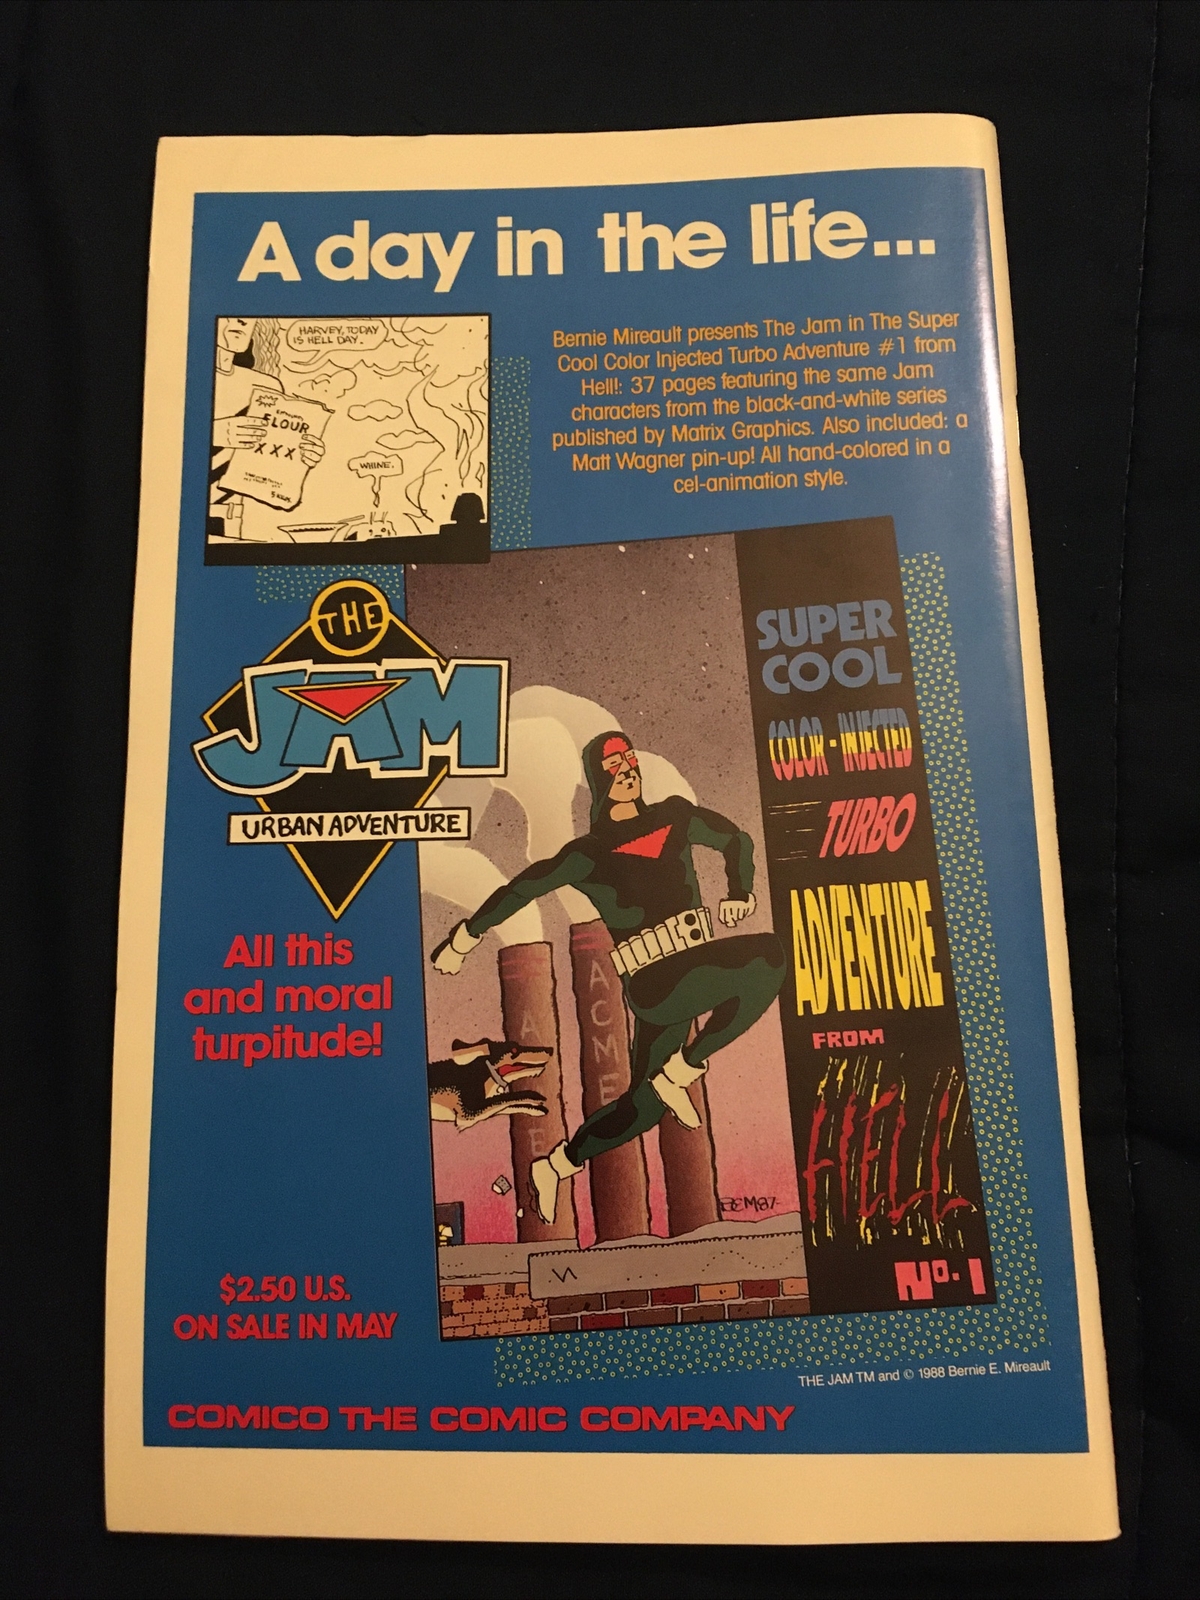 A day in the life...
HARVEY, TODAY
IS HELL DAY.
FLOUR
XXX
WHINE.
Bernie Mireault presents The Jam in The Super
Cool Color Injected Turbo Adventure #1 from
Hell!: 37 pages featuring the same Jam
characters from the black-and-white series
published by Matrix Graphics. Also included: a
Matt Wagner pin-up! All hand-colored in a
cel-animation style.
THE
JAM
URBAN ADVENTURE
SUPER
COOL
COLOR-INJECTED
TURBO
ADVENTURE
FROM
HELL
No. 1
ACME
BEM87-
All this
and moral
turpitude!
$2.50 U.S.
ON SALE IN MAY
THE JAM TM and © 1988 Bernie E. Mireault
COMICO THE COMIC COMPANY